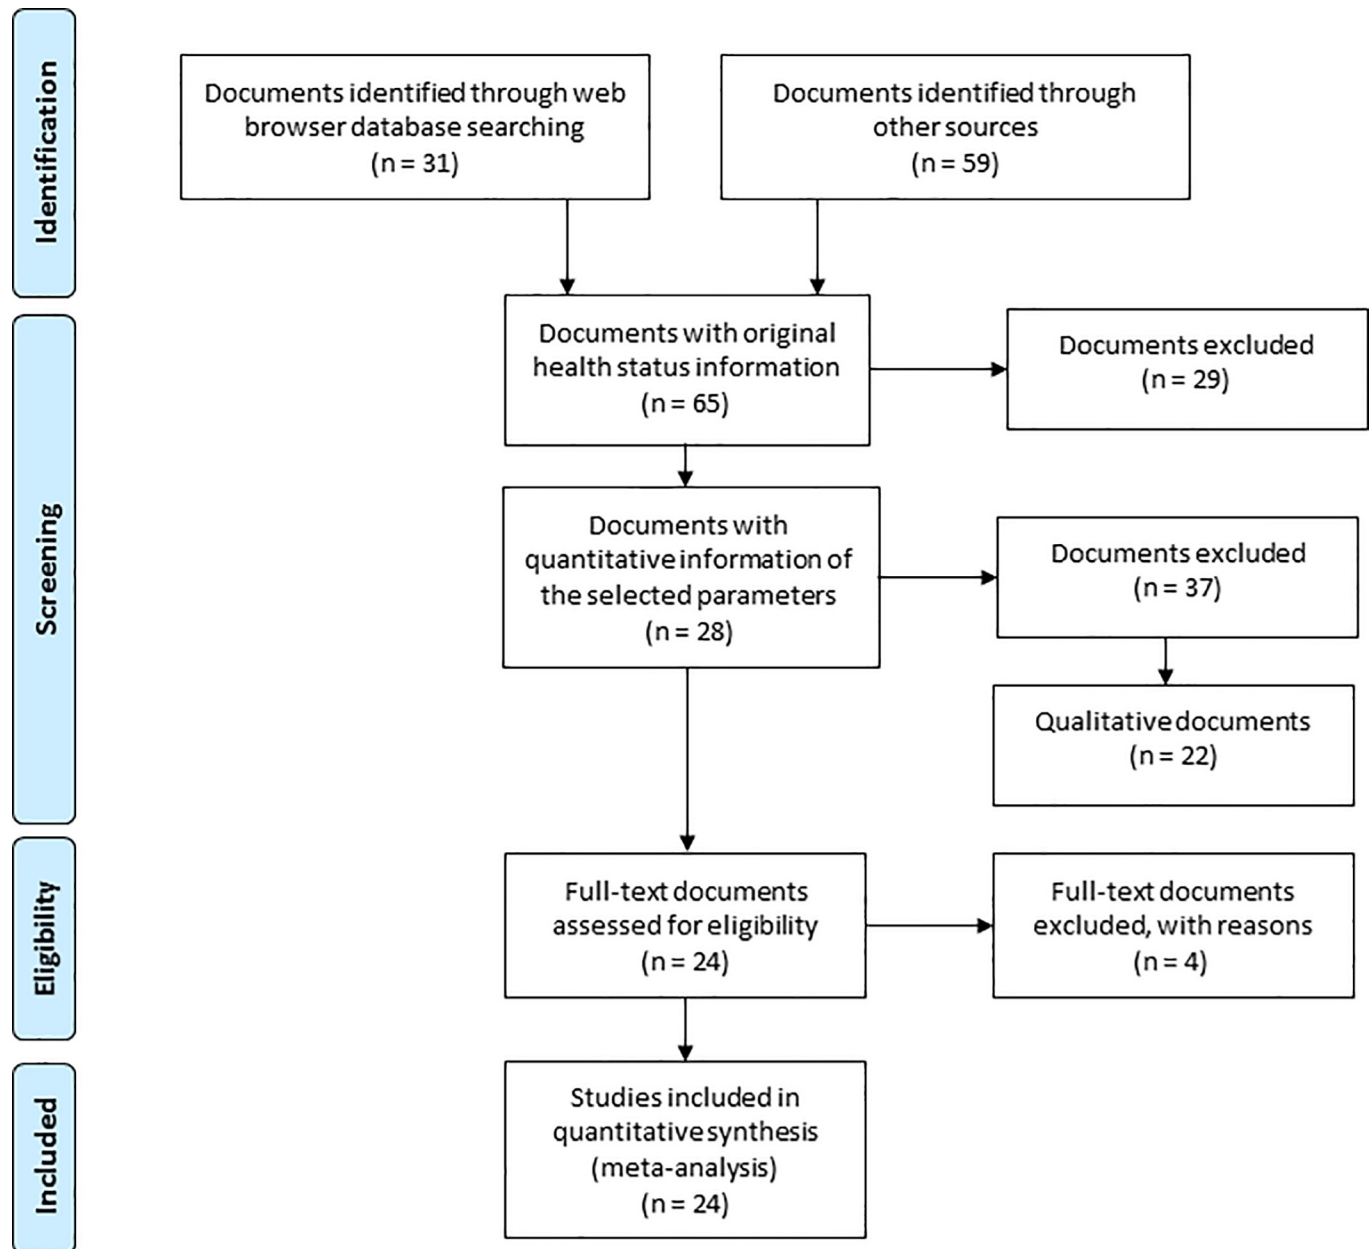 Identification
Documents identified through web
browser database searching
(n = 31)
Documents identified through
other sources
(n = 59)
Screening
Documents with original
health status information
(n = 65)
Documents excluded
(n = 29)
Documents with
quantitative information of
the selected parameters
(n = 28)
Documents excluded
(n = 37)
Qualitative documents
(n = 22)
Eligibility
Full-text documents
assessed for eligibility
(n = 24)
Full-text documents
excluded, with reasons
(n = 4)
Included
Studies included in
quantitative synthesis
(meta-analysis)
(n = 24)